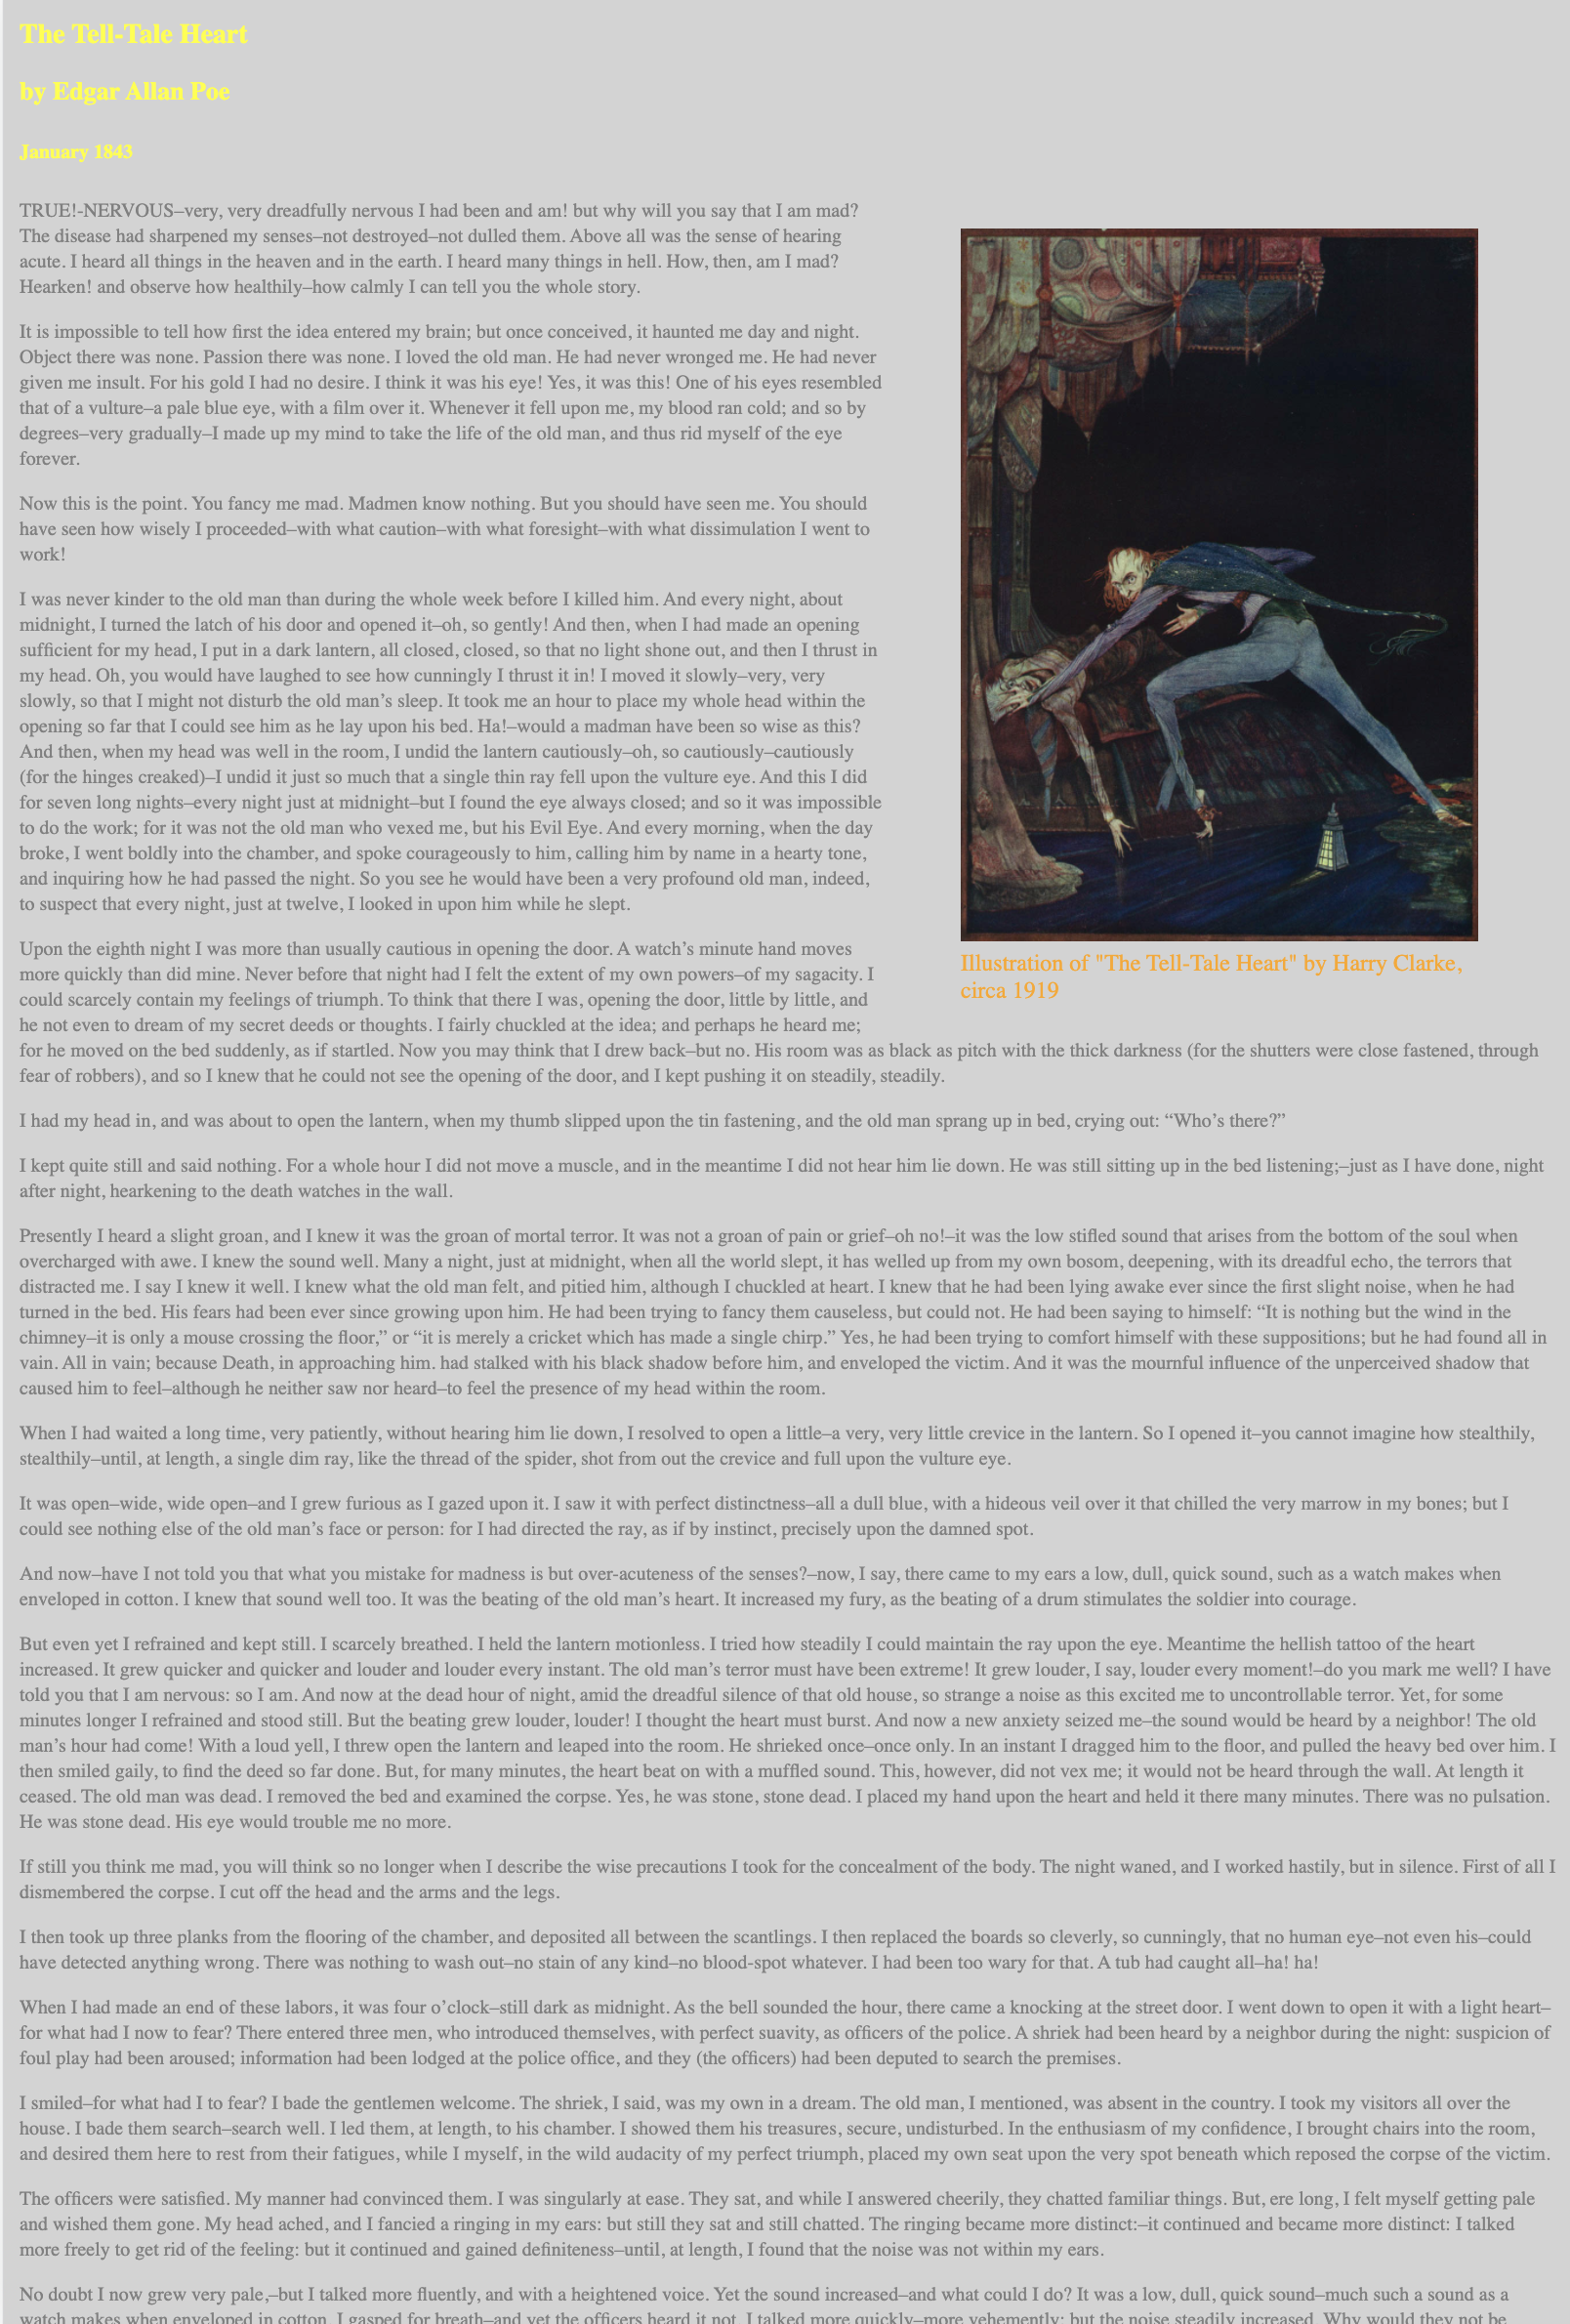 The Tell-Tale Heart
by Edgar Allan Poe
January 1843
TRUE!-NERVOUS–very, very dreadfully nervous I had been and am! but why will you say that I am mad?
The disease had sharpened my senses–not destroyed–not dulled them. Above all was the sense of hearing
acute. I heard all things in the heaven and in the earth. I heard many things in hell. How, then, am I mad?
Hearken! and observe how healthily–how calmly I can tell you the whole story.
It is impossible to tell how first the idea entered my brain; but once conceived, it haunted me day and night.
Object there was none. Passion there was none. I loved the old man. He had never wronged me. He had never
given me insult. For his gold I had no desire. I think it was his eye! Yes, it was this! One of his eyes resembled
that of a vulture–a pale blue eye, with a film over it. Whenever it fell upon me, my blood ran cold; and so by
degrees–very gradually–I made up my mind to take the life of the old man, and thus rid myself of the eye
forever.
Now this is the point. You fancy me mad. Madmen know nothing. But you should have seen me. You should
have seen how wisely I proceeded–with what caution–with what foresight–with what dissimulation I went to
work!
I was never kinder to the old man than during the whole week before I killed him. And every night, about
midnight, I turned the latch of his door and opened it–oh, so gently! And then, when I had made an opening
sufficient for my head, I put in a dark lantern, all closed, closed, so that no light shone out, and then I thrust in
my head. Oh, you would have laughed to see how cunningly I thrust it in! I moved it slowly–very, very
slowly, so that I might not disturb the old man’s sleep. It took me an hour to place my whole head within the
opening so far that I could see him as he lay upon his bed. Ha!–would a madman have been so wise as this?
And then, when my head was well in the room, I undid the lantern cautiously–oh, so cautiously–cautiously
(for the hinges creaked)–I undid it just so much that a single thin ray fell upon the vulture eye. And this I did
for seven long nights–every night just at midnight–but I found the eye always closed; and so it was impossible
to do the work; for it was not the old man who vexed me, but his Evil Eye. And every morning, when the day
broke, I went boldly into the chamber, and spoke courageously to him, calling him by name in a hearty tone,
and inquiring how he had passed the night. So you see he would have been a very profound old man, indeed,
to suspect that every night, just at twelve, I looked in upon him while he slept.
Upon the eighth night I was more than usually cautious in opening the door. A watch’s minute hand moves
more quickly than did mine. Never before that night had I felt the extent of my own powers–of my sagacity. I
could scarcely contain my feelings of triumph. To think that there I was, opening the door, little by little, and
he not even to dream of my secret deeds or thoughts. I fairly chuckled at the idea; and perhaps he heard me;
for he moved on the bed suddenly, as if startled. Now you may think that I drew back–but no. His room was as black as pitch with the thick darkness (for the shutters were close fastened, through
fear of robbers), and so I knew that he could not see the opening of the door, and I kept pushing it on steadily, steadily.
Illustration of "The Tell-Tale Heart" by Harry Clarke,
circa 1919
I had my head in, and was about to open the lantern, when my thumb slipped upon the tin fastening, and the old man sprang up in bed, crying out: “Who’s there?”
I kept quite still and said nothing. For a whole hour I did not move a muscle, and in the meantime I did not hear him lie down. He was still sitting up in the bed listening;–just as I have done, night
after night, hearkening to the death watches in the wall.
Presently I heard a slight groan, and I knew it was the groan of mortal terror. It was not a groan of pain or grief–oh no!–it was the low stifled sound that arises from the bottom of the soul when
overcharged with awe. I knew the sound well. Many a night, just at midnight, when all the world slept, it has welled up from my own bosom, deepening, with its dreadful echo, the terrors that
distracted me. I say I knew it well. I knew what the old man felt, and pitied him, although I chuckled at heart. I knew that he had been lying awake ever since the first slight noise, when he had
turned in the bed. His fears had been ever since growing upon him. He had been trying to fancy them causeless, but could not. He had been saying to himself: “It is nothing but the wind in the
chimney–it is only a mouse crossing the floor,” or “it is merely a cricket which has made a single chirp.” Yes, he had been trying to comfort himself with these suppositions; but he had found all in
vain. All in vain; because Death, in approaching him. had stalked with his black shadow before him, and enveloped the victim. And it was the mournful influence of the unperceived shadow that
caused him to feel–although he neither saw nor heard–to feel the presence of my head within the room.
When I had waited a long time, very patiently, without hearing him lie down, I resolved to open a little–a very, very little crevice in the lantern. So I opened it–you cannot imagine how stealthily,
stealthily–until, at length, a single dim ray, like the thread of the spider, shot from out the crevice and full upon the vulture eye.
It was open–wide, wide open–and I grew furious as I gazed upon it. I saw it with perfect distinctness–all a dull blue, with a hideous veil over it that chilled the very marrow in my bones; but I
could see nothing else of the old man’s face or person: for I had directed the ray, as if by instinct, precisely upon the damned spot.
And now–have I not told you that what you mistake for madness is but over-acuteness of the senses?–now, I say, there came to my ears a low, dull, quick sound, such as a watch makes when
enveloped in cotton. I knew that sound well too. It was the beating of the old man’s heart. It increased my fury, as the beating of a drum stimulates the soldier into courage.
But even yet I refrained and kept still. I scarcely breathed. I held the lantern motionless. I tried how steadily I could maintain the ray upon the eye. Meantime the hellish tattoo of the heart
increased. It grew quicker and quicker and louder and louder every instant. The old man’s terror must have been extreme! It grew louder, I say, louder every moment!–do you mark me well? I have
told you that I am nervous: so I am. And now at the dead hour of night, amid the dreadful silence of that old house, so strange a noise as this excited me to uncontrollable terror. Yet, for some
minutes longer I refrained and stood still. But the beating grew louder, louder! I thought the heart must burst. And now a new anxiety seized me–the sound would be heard by a neighbor! The old
man’s hour had come! With a loud yell, I threw open the lantern and leaped into the room. He shrieked once–once only. In an instant I dragged him to the floor, and pulled the heavy bed over him. I
then smiled gaily, to find the deed so far done. But, for many minutes, the heart beat on with a muffled sound. This, however, did not vex me; it would not be heard through the wall. At length it
ceased. The old man was dead. I removed the bed and examined the corpse. Yes, he was stone, stone dead. I placed my hand upon the heart and held it there many minutes. There was no pulsation.
He was stone dead. His eye would trouble me no more.
If still you think me mad, you will think so no longer when I describe the wise precautions I took for the concealment of the body. The night waned, and I worked hastily, but in silence. First of all I
dismembered the corpse. I cut off the head and the arms and the legs.
I then took up three planks from the flooring of the chamber, and deposited all between the scantlings. I then replaced the boards so cleverly, so cunningly, that no human eye–not even his–could
have detected anything wrong. There was nothing to wash out–no stain of any kind–no blood-spot whatever. I had been too wary for that. A tub had caught all–ha! ha!
When I had made an end of these labors, it was four o’clock–still dark as midnight. As the bell sounded the hour, there came a knocking at the street door. I went down to open it with a light heart–
for what had I now to fear? There entered three men, who introduced themselves, with perfect suavity, as officers of the police. A shriek had been heard by a neighbor during the night: suspicion of
foul play had been aroused; information had been lodged at the police office, and they (the officers) had been deputed to search the premises.
I smiled–for what had I to fear? I bade the gentlemen welcome. The shriek, I said, was my own in a dream. The old man, I mentioned, was absent in the country. I took my visitors all over the
house. I bade them search–search well. I led them, at length, to his chamber. I showed them his treasures, secure, undisturbed. In the enthusiasm of my confidence, I brought chairs into the room,
and desired them here to rest from their fatigues, while I myself, in the wild audacity of my perfect triumph, placed my own seat upon the very spot beneath which reposed the corpse of the victim.
The officers were satisfied. My manner had convinced them. I was singularly at ease. They sat, and while I answered cheerily, they chatted familiar things. But, ere long, I felt myself getting pale
and wished them gone. My head ached, and I fancied a ringing in my ears: but still they sat and still chatted. The ringing became more distinct:–it continued and became more distinct: I talked
more freely to get rid of the feeling: but it continued and gained definiteness–until, at length, I found that the noise was not within my ears.
No doubt I now grew very pale,–but I talked more fluently, and with a heightened voice. Yet the sound increased–and what could I do? It was a low, dull, quick sound–much such a sound as a
watch makes when enveloped in cotton. I gasped for breath–and yet the officers heard it not. I talked more quickly–more vehemently; but the noise steadily increased. Why would they not be